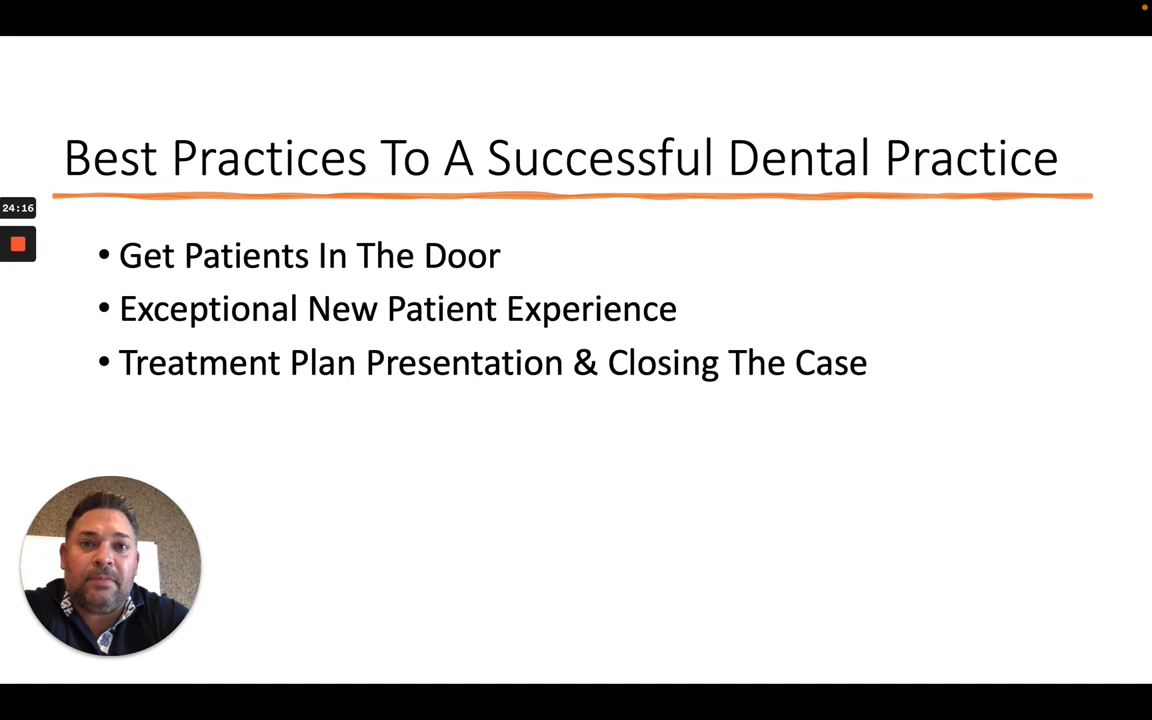 Best Practices To A Successful Dental Practice
24:16
• Get Patients In The Door
• Exceptional New Patient Experience
• Treatment Plan Presentation & Closing The Case